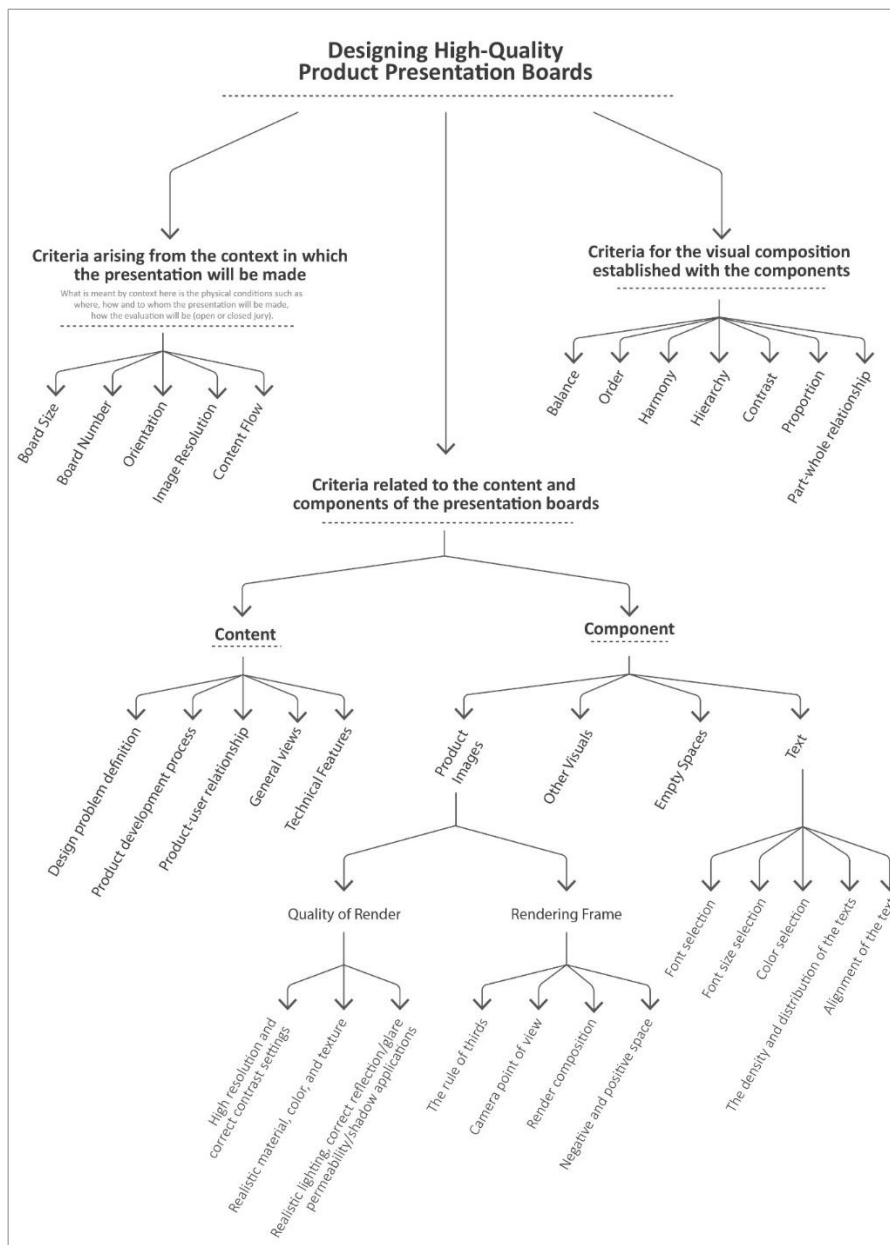 Designing High-Quality
Product Presentation Boards
Criteria arising from the context in which
the presentation will be made
What is meant by context here is the physical conditions such as
where, how and to whom the presentation will be made,
how the evaluation will be (open or closed jury).
Board Size
Board Number
Orientation
Image Resolution
Content Flow
Criteria for the visual composition
established with the components
Balance
Order
Harmony
Hierarchy
Contrast
Proportion
Part-whole relationship
Criteria related to the content and
components of the presentation boards
Content
Design problem definition
Product development process
Product-user relationship
General views
Technical Features
Component
Product
Images
Other Visuals
Empty Spaces
Text
Quality of Render
High resolution and
correct contrast settings
Realistic material, color, and texture
Realistic lighting, correct reflection/glare
permeability/shadow applications
Rendering Frame
The rule of thirds
Camera point of view
Render composition
Negative and positive space
Font selection
Font size selection
Color selection
The density and distribution of the texts
Alignment of the text